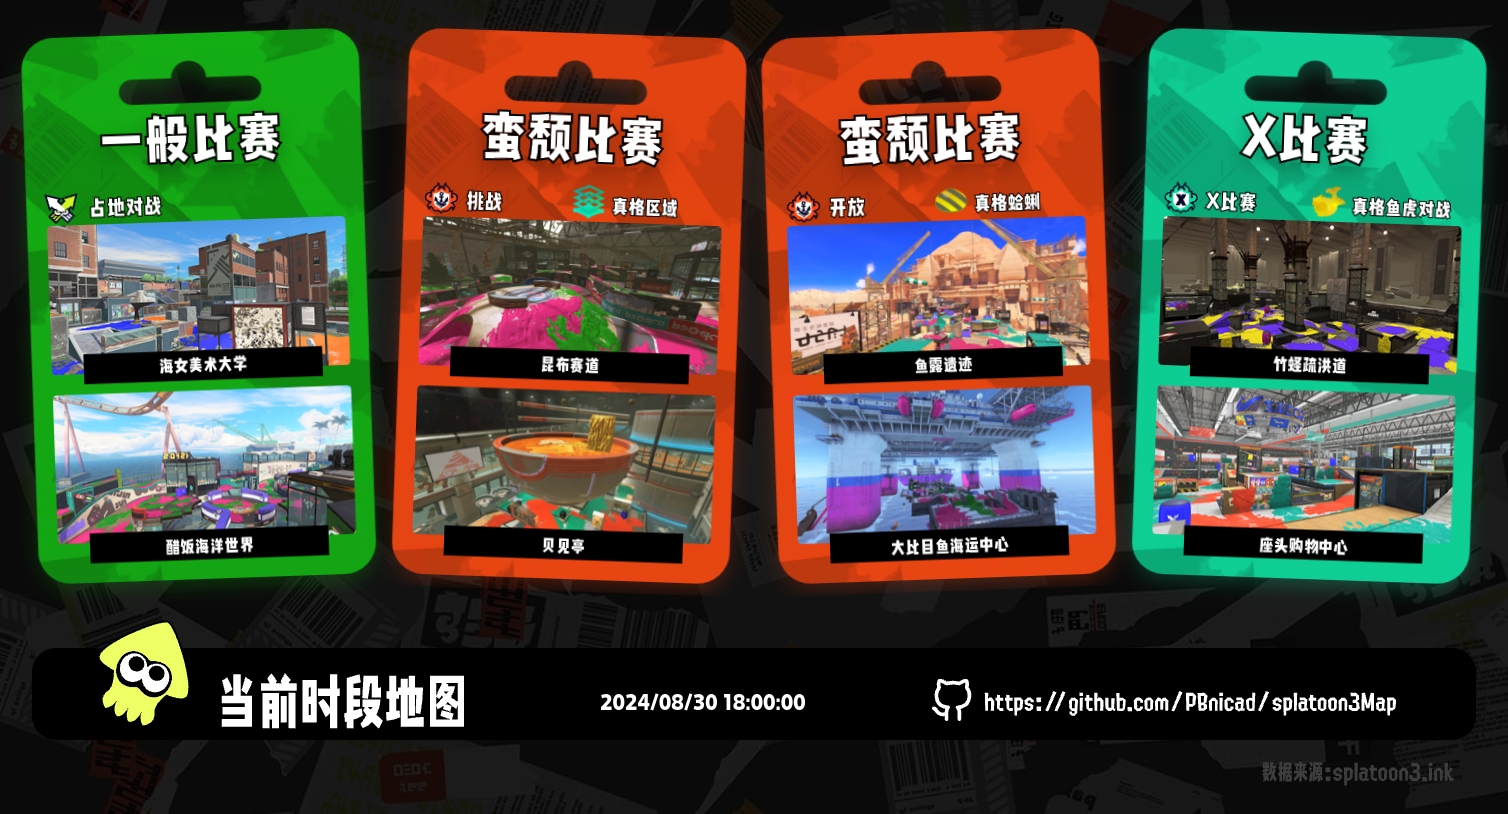 一般比赛
占地对战
海女美术大学
醋饭海洋世界
蛮颓比赛
挑战
真格区域
昆布赛道
贝见亭
蛮颓比赛
开放
真格蛤蜊
鱼露遗迹
大比目鱼海运中心
X比赛
X比赛
真格鱼虎对战
竹蛏疏洪道
座头购物中心
当前时段地图
2024/08/30 18:00:00
https://github.com/PBnicad/splatoon3Map
数据来源:splatoon3.ink